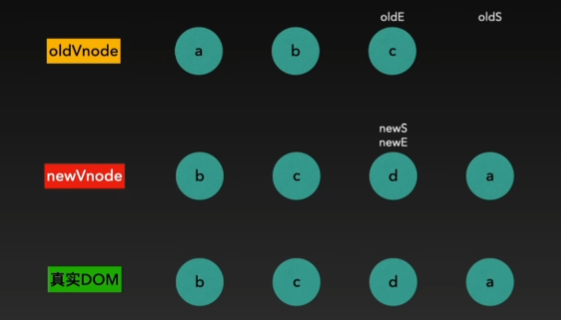 oldE oldS
oldVnode a b c
newS
newE
newVnode b c d a
真实DOM b c d a